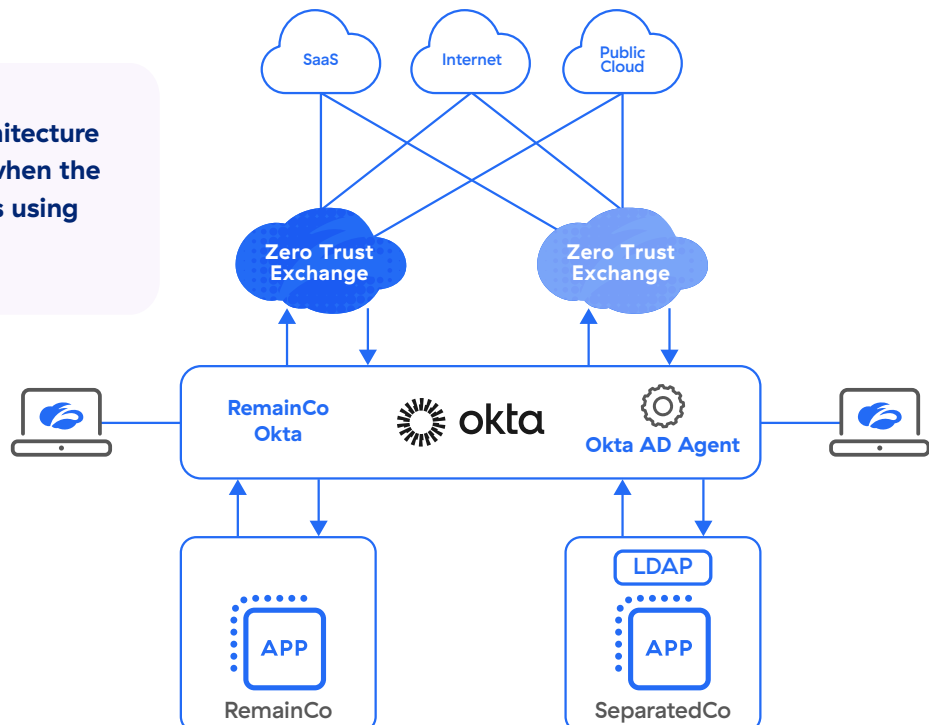 SaaS
Internet
Public
Cloud
hitecture
when the
s using
Zero Trust
Exchange
Zero Trust
Exchange
RemainCo
Okta
okta
Okta AD Agent
LDAP
APP
APP
RemainCo
SeparatedCo